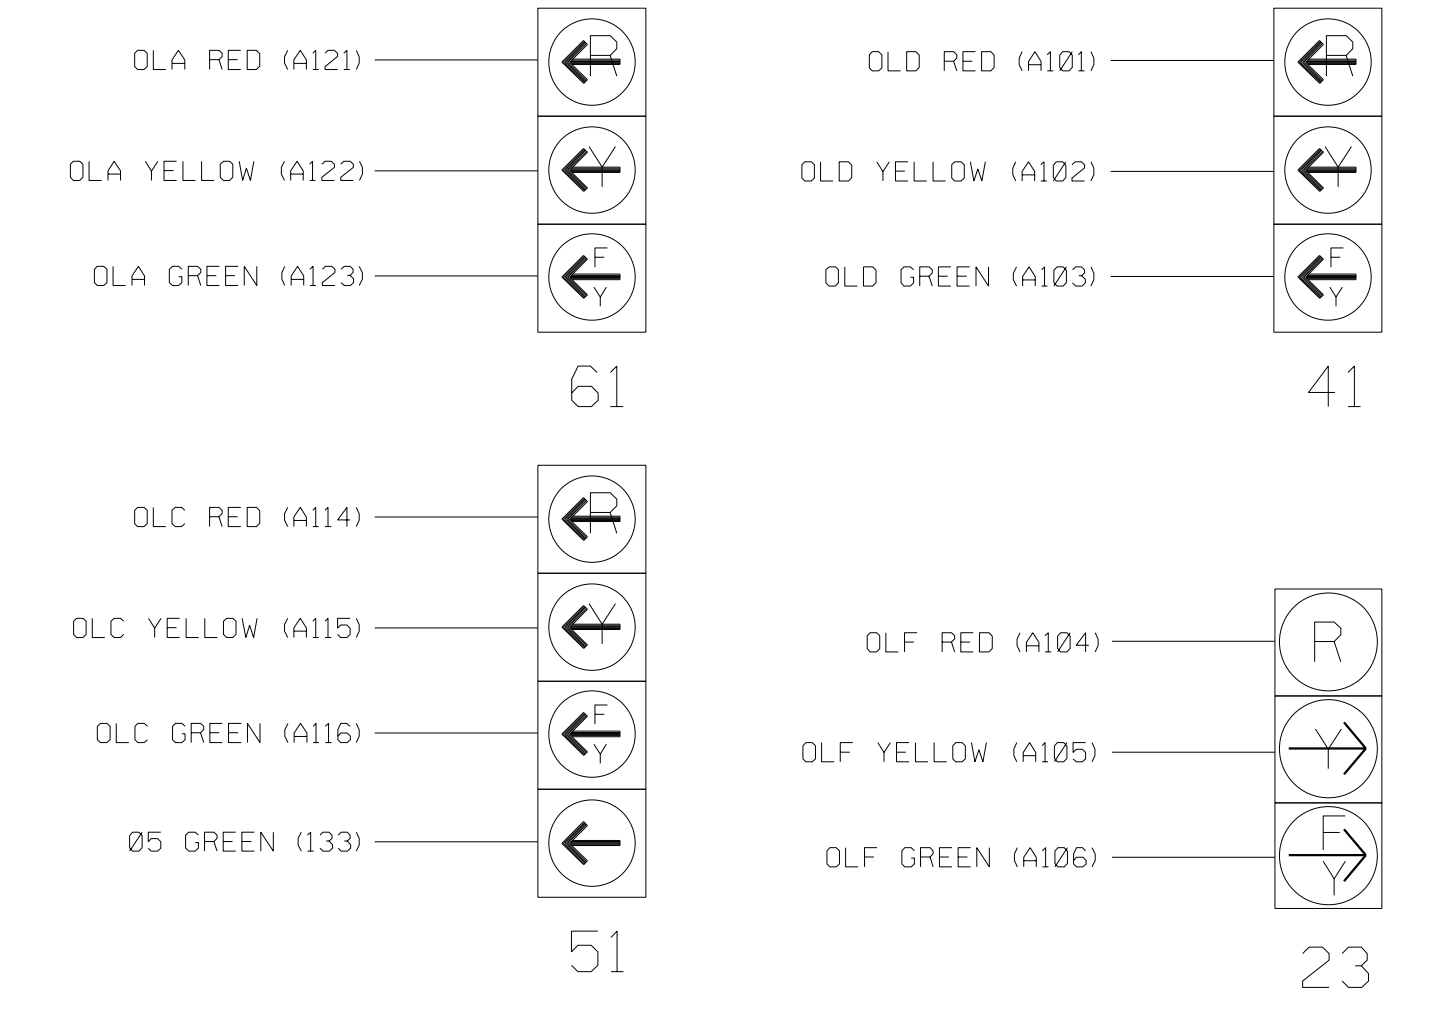 OLA RED (A121)
R
OLA YELLOW (A122)
Y
OLA GREEN (A123)
F
Y
61
OLD RED (A101)
R
OLD YELLOW (A102)
Y
OLD GREEN (A103)
F
Y
41
OLC RED (A114)
R
OLC YELLOW (A115)
Y
OLC GREEN (A116)
F
Y
Ø5 GREEN (133)
51
OLF RED (A104)
R
OLF YELLOW (A105)
Y
OLF GREEN (A106)
F
Y
23